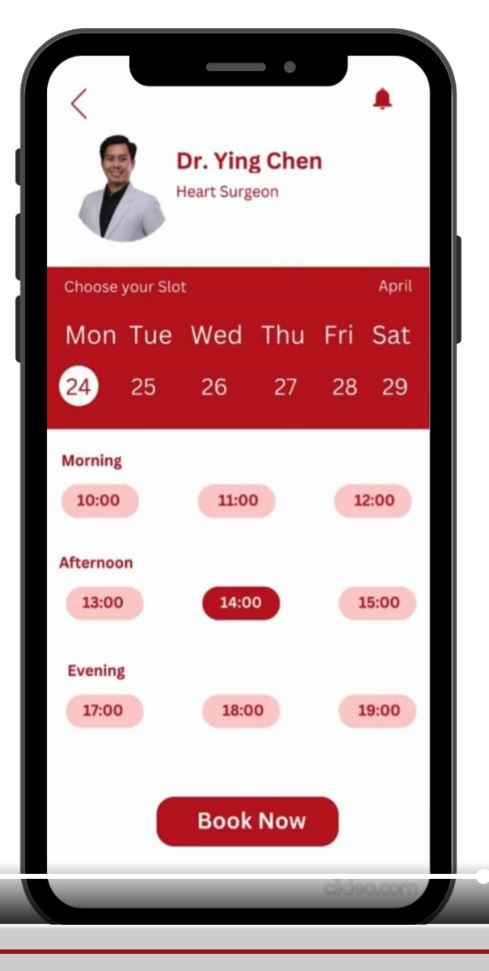 Dr. Ying Chen
Heart Surgeon
Choose your Slot April
Mon Tue Wed Thu Fri Sat
24 25 26 27 28 29
Morning
10:00 11:00 12:00
Afternoon
13:00 14:00 15:00
Evening
17:00 18:00 19:00
Book Now
clideo.com